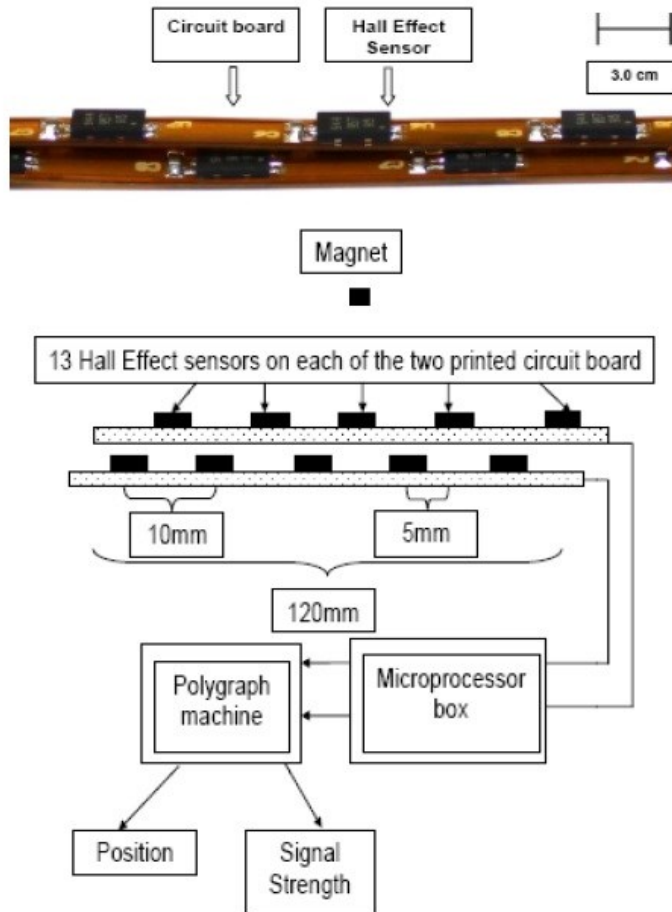 Circuit board
Hall Effect
Sensor
3.0 cm
Magnet
13 Hall Effect sensors on each of the two printed circuit board
10mm
5mm
120mm
Polygraph
machine
Microprocessor
box
Position
Signal
Strength